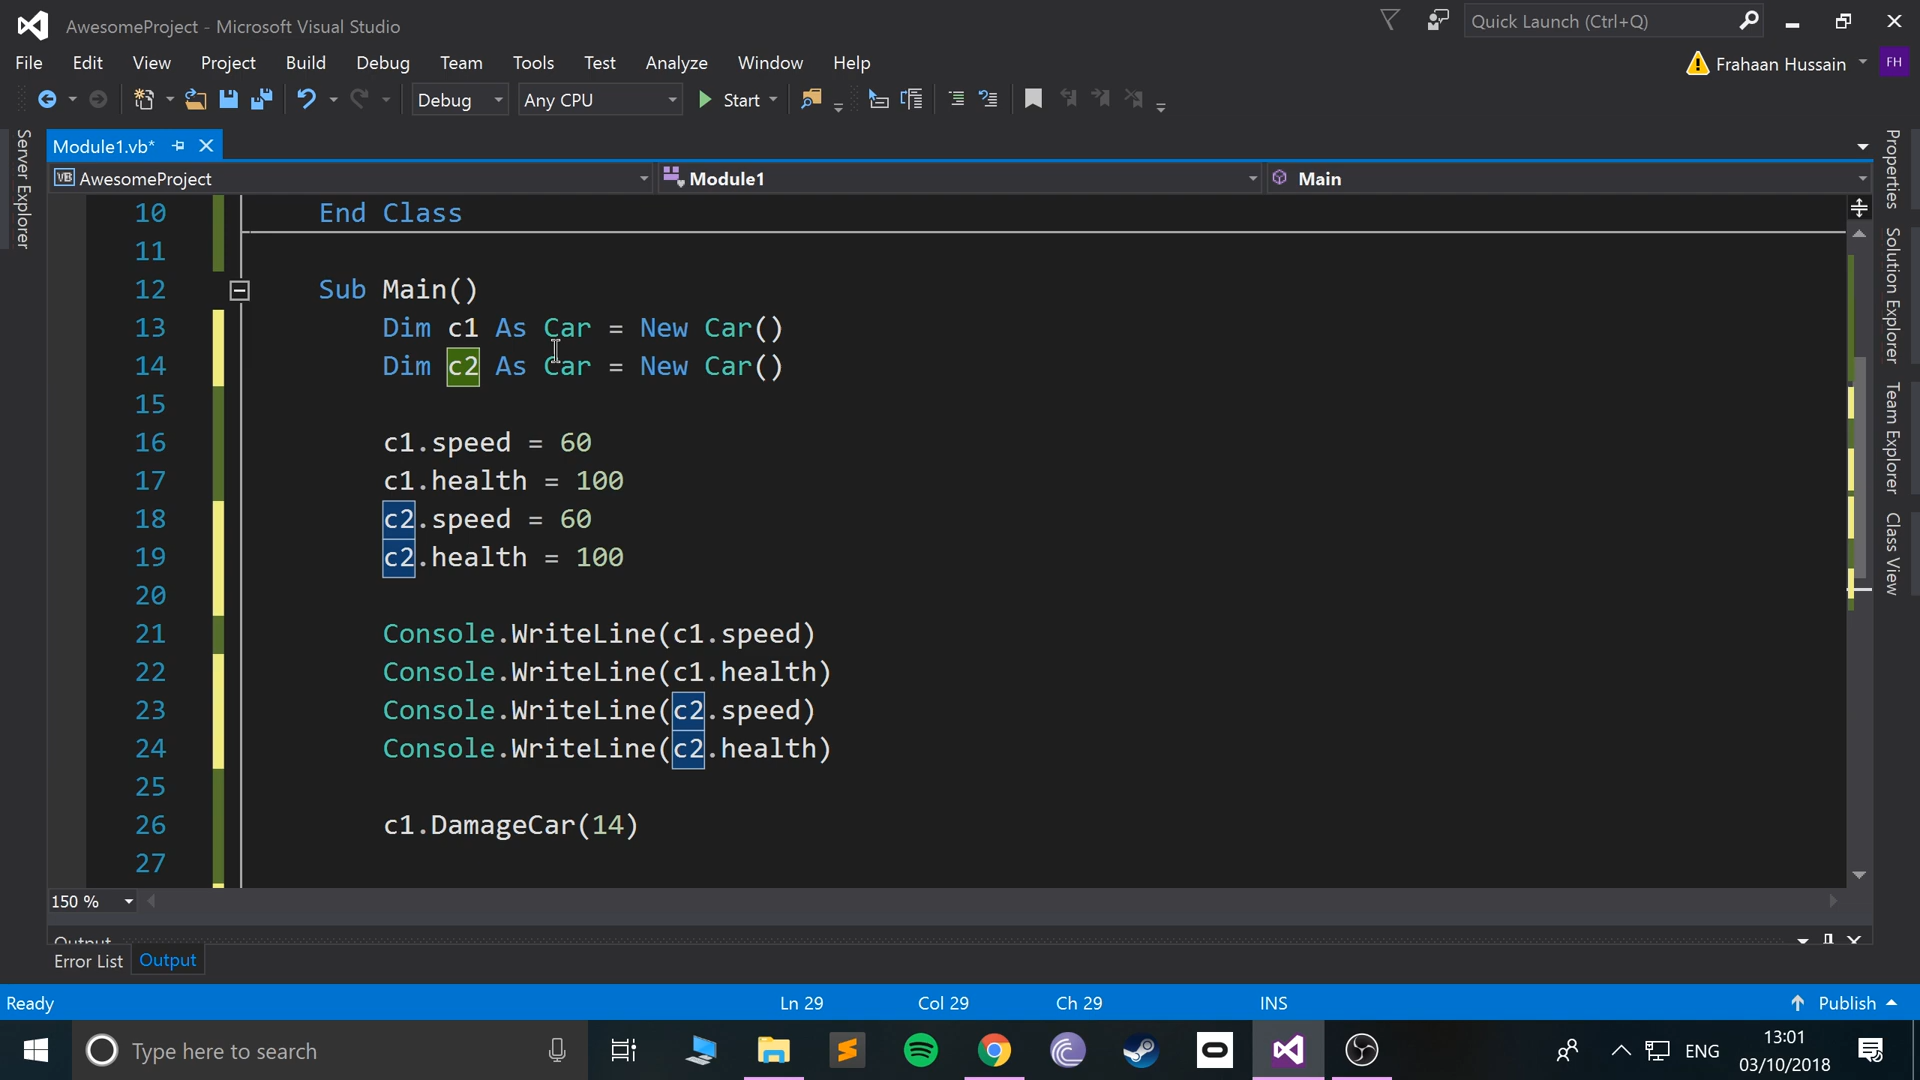 AwesomeProject - Microsoft Visual Studio
Quick Launch (Ctrl+Q)
File Edit View Project Build Debug Team Tools Test Analyze Window Help
Frahaan Hussain FH
Debug Any CPU Start
Server Explorer
Module1.vb*
VB AwesomeProject Module1 Main
10 End Class
11
12 Sub Main()
13 Dim c1 As Car = New Car()
14 Dim c2 As Car = New Car()
15
16 c1.speed = 60
17 c1.health = 100
18 c2.speed = 60
19 c2.health = 100
20
21 Console.WriteLine(c1.speed)
22 Console.WriteLine(c1.health)
23 Console.WriteLine(c2.speed)
24 Console.WriteLine(c2.health)
25
26 c1.DamageCar(14)
27
Properties
Solution Explorer
Team Explorer
Class View
150 %
Output
Error List Output
Ready Ln 29 Col 29 Ch 29 INS Publish
Type here to search
ENG
13:01
03/10/2018